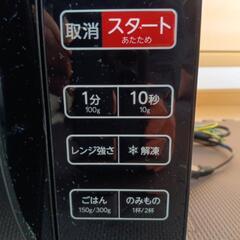 取消 スタート
あたため
1分 10秒
100g 10g
レンジ強さ ❄解凍
ごはん のみもの
150g/300g 1杯/2杯